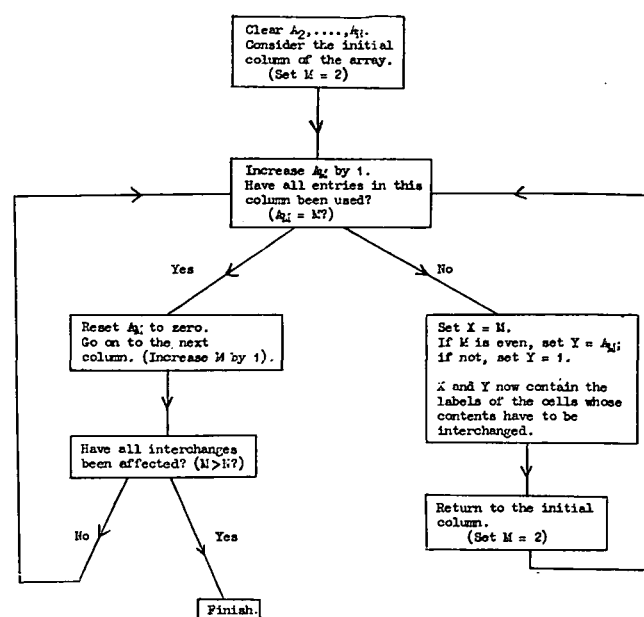 Clear A₂,....,Aₙ.
Consider the initial
column of the array.
(Set M = 2)
Increase Aₘ by 1.
Have all entries in this
column been used?
(Aₘ = M?)
Yes
No
Reset Aₘ to zero.
Go on to the next
column. (Increase M by 1).
Set X = M.
If M is even, set Y = Aₘ;
if not, set Y = 1.
X and Y now contain the
labels of the cells whose
contents have to be
interchanged.
Have all interchanges
been affected? (M>N?)
No
Yes
Return to the initial
column.
(Set M = 2)
Finish.